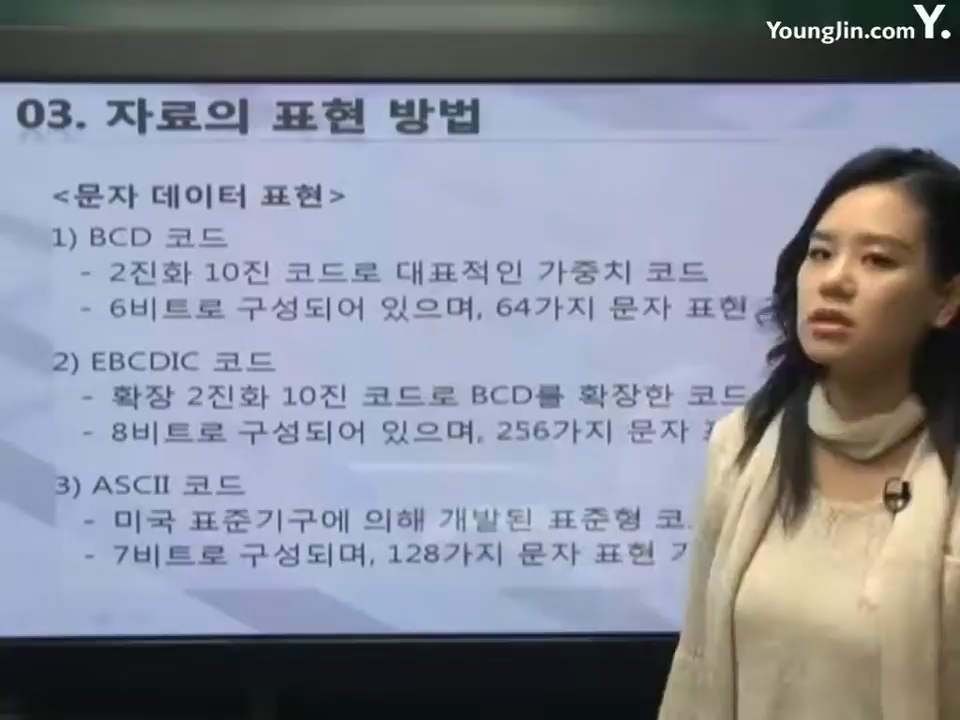 YoungJin.com Y.
03. 자료의 표현 방법
<문자 데이터 표현>
1) BCD 코드
- 2진화 10진 코드로 대표적인 가중치 코드
- 6비트로 구성되어 있으며, 64가지 문자 표현
2) EBCDIC 코드
- 확장 2진화 10진 코드로 BCD를 확장한 코드
- 8비트로 구성되어 있으며, 256가지 문자
3) ASCII 코드
- 미국 표준기구에 의해 개발된 표준형
- 7비트로 구성되며, 128가지 문자 표현